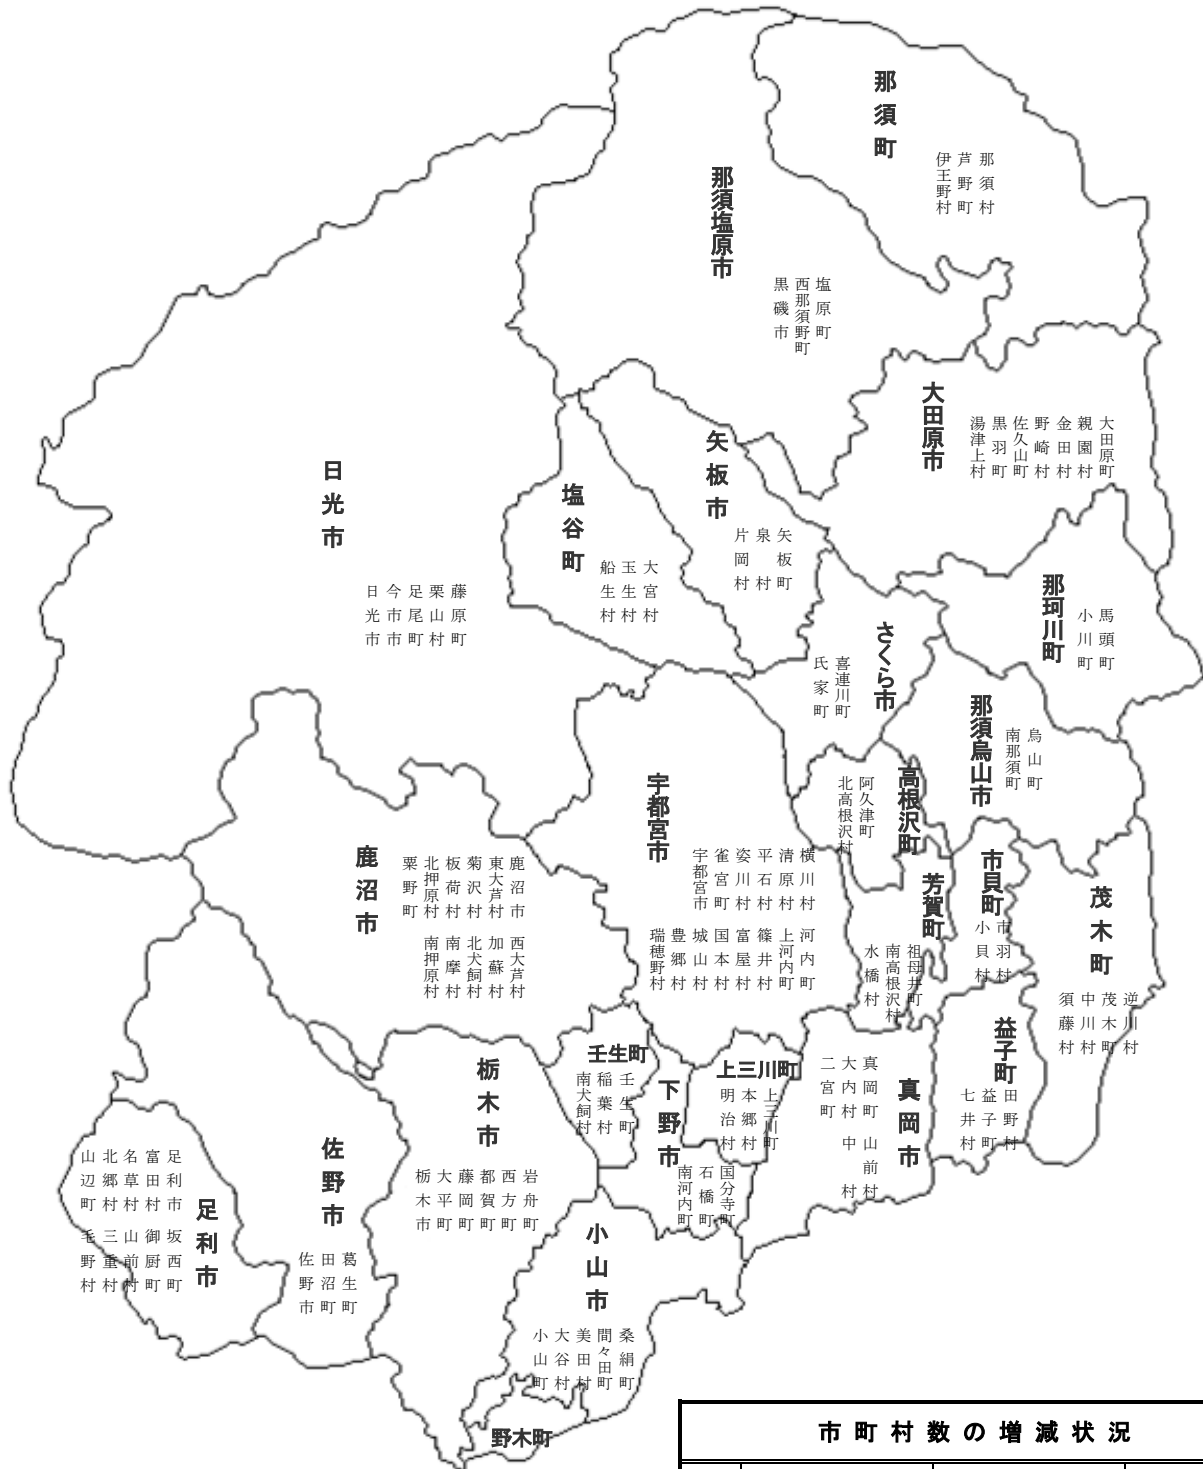 那須町
那須村
芦野町
伊王野村
那須塩原市
塩原町
西那須野町
黒磯市
大田原市
大田原町
親園村
金田村
野崎村
佐久山町
黒羽町
湯津上村
矢板市
矢板町
泉村
片岡村
塩谷町
大宮村
玉生村
船生村
日光市
藤原町
栗山村
足尾町
今市市
日光市
那珂川町
馬頭町
小川町
さくら市
喜連川町
氏家町
那須烏山市
烏山町
南那須町
高根沢町
阿久津町
北高根沢村
宇都宮市
横川村
清原村
平石村
姿川村
雀宮町
宇都宮市
河内町
上河内町
篠井村
富屋村
国本村
城山村
豊郷村
瑞穂野村
鹿沼市
鹿沼市
東大芦村
菊沢村
板荷村
北押原村
粟野町
西大芦村
加蘇村
北犬飼村
南摩村
南押原村
芳賀町
祖母井町
南高根沢村
水橋村
市貝町
市羽村
小貝村
茂木町
逆川村
茂木町
中川村
須藤村
益子町
田野村
益子町
七井村
真岡市
真岡町
大内村
二宮町
山前村
中村
上三川町
上三川町
本郷村
明治村
壬生町
壬生町
稲葉村
南犬飼村
下野市
国分寺町
石橋町
南河内町
栃木市
岩舟町
西方町
都賀町
藤岡町
大平町
栃木市
佐野市
葛生町
田沼町
佐野市
足利市
足利市
富田村
名草村
北郷村
山辺町
坂西町
御厨町
山前村
三重村
毛野村
小山市
桑絹町
間々田町
美田村
大谷村
小山町
野木町
市町村数の増減状況